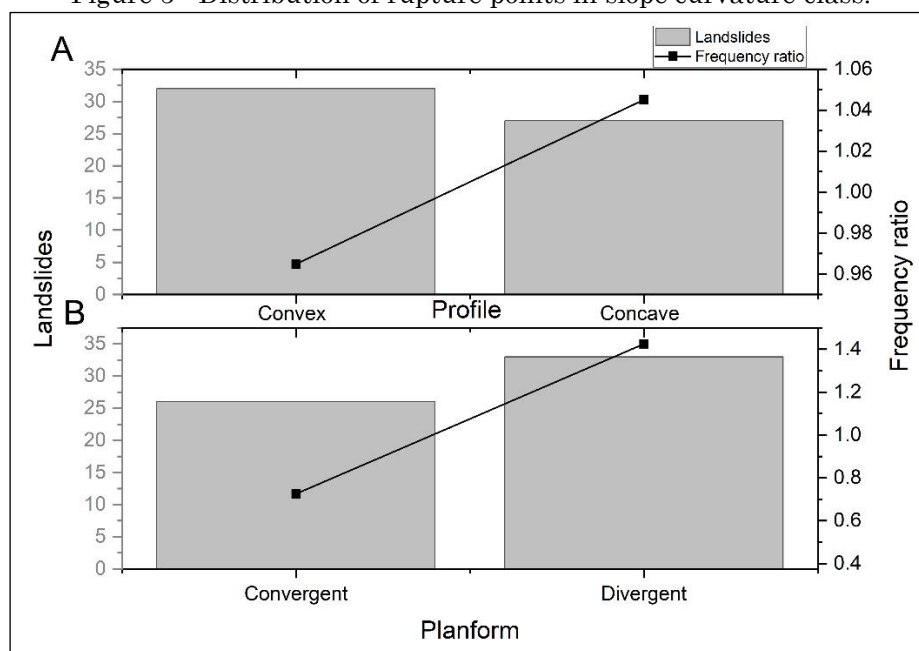 Figure - Distribution of rupture points in slope curvature class.
A
Landslides
Frequency ratio
35
30
25
20
15
10
5
0
1.06
1.04
1.02
1.00
0.98
0.96
Convex
Profile
Concave
Landslides
Frequency ratio
B
35
30
25
20
15
10
5
0
1.4
1.2
1.0
0.8
0.6
0.4
Convergent
Divergent
Planform